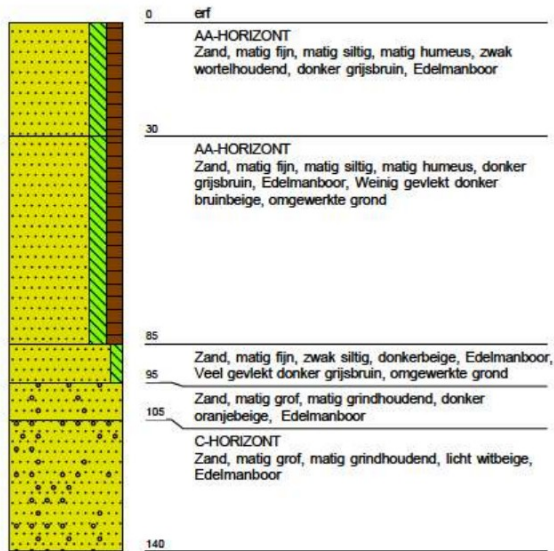 0 erf
AA-HORIZONT
Zand, matig fijn, matig siltig, matig humeus, zwak
wortelhoudend, donker grijsbruin, Edelmanboor
30
AA-HORIZONT
Zand, matig fijn, matig siltig, matig humeus, donker
grijsbruin, Edelmanboor, Weinig gevlekt donker
bruinbeige, omgewerkte grond
85
Zand, matig fijn, zwak siltig, donkerbeige, Edelmanboor,
Veel gevlekt donker grijsbruin, omgewerkte grond
95
Zand, matig grof, matig grindhoudend, donker
oranjebeige, Edelmanboor
105
C-HORIZONT
Zand, matig grof, matig grindhoudend, licht witbeige,
Edelmanboor
140